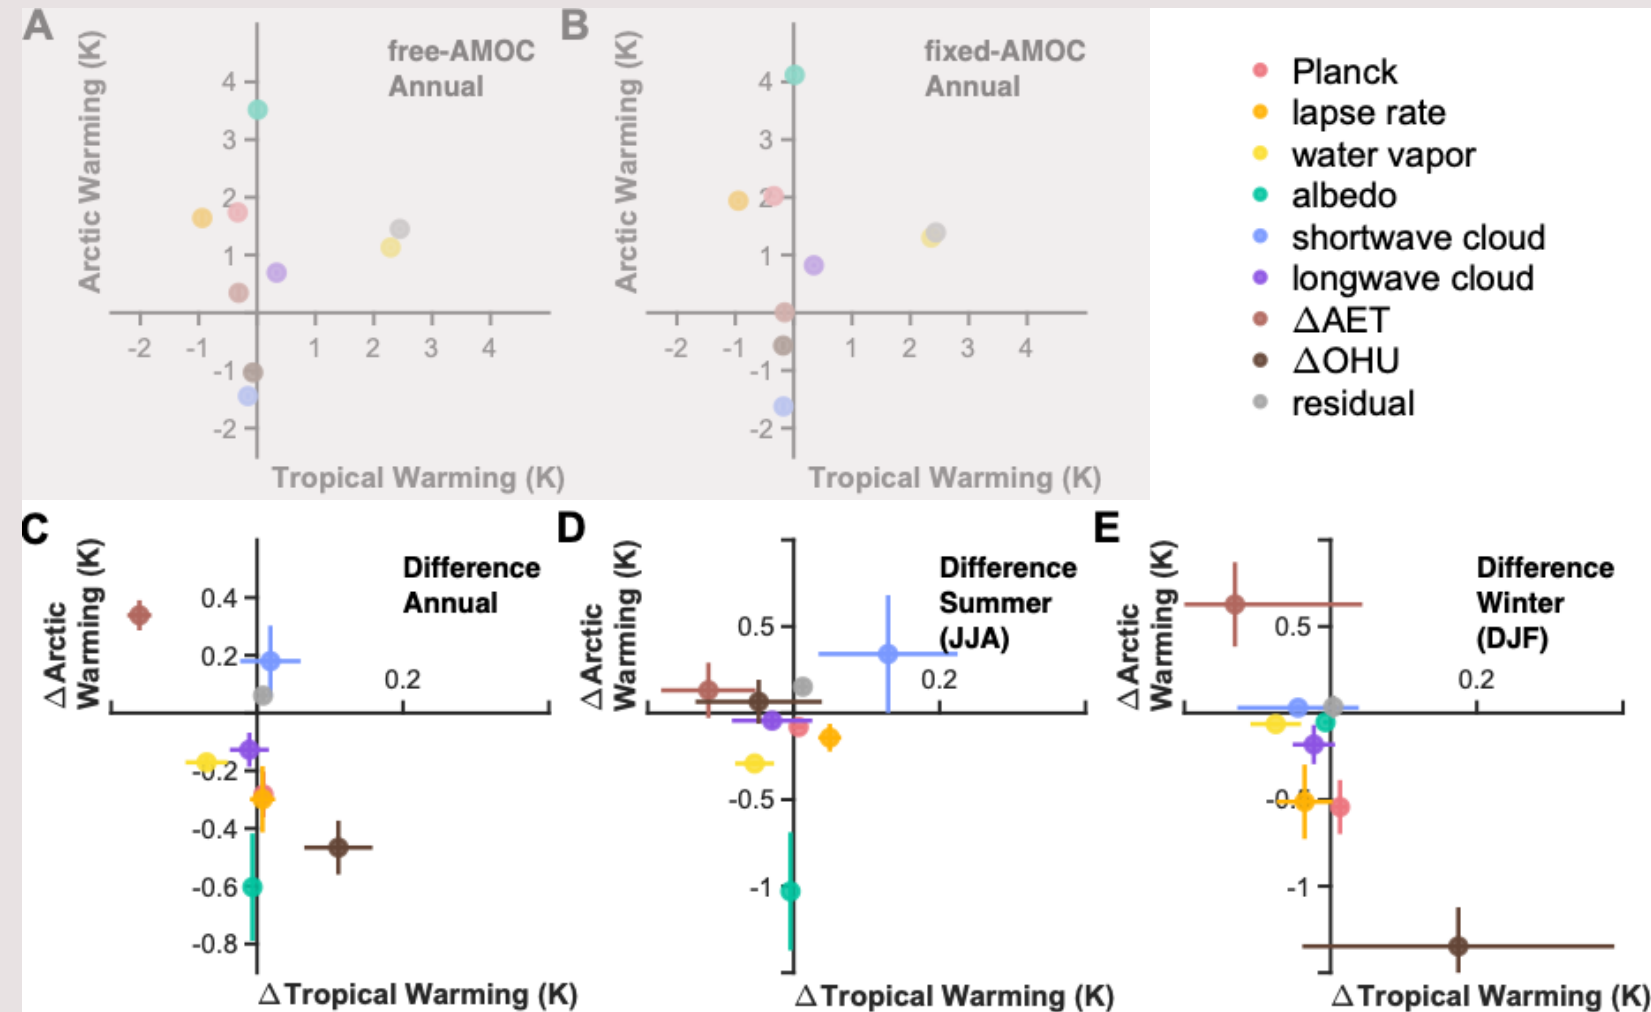 A
Arctic Warming (K)
free-AMOC
Annual
4
3
2
1
-1
-2
-2
-1
1
2
3
4
Tropical Warming (K)
B
Arctic Warming (K)
fixed-AMOC
Annual
4
3
2
1
-1
-2
-2
-1
1
2
3
4
Tropical Warming (K)
Planck
lapse rate
water vapor
albedo
shortwave cloud
longwave cloud
ΔAET
ΔOHU
residual
C
ΔArctic
Warming (K)
Difference
Annual
0.4
0.2
0.2
-0.2
-0.4
-0.6
-0.8
ΔTropical Warming (K)
D
ΔArctic
Warming (K)
Difference
Summer
(JJA)
0.5
0.2
-0.5
-1
ΔTropical Warming (K)
E
ΔArctic
Warming (K)
Difference
Winter
(DJF)
0.5
0.2
-0.5
-1
ΔTropical Warming (K)